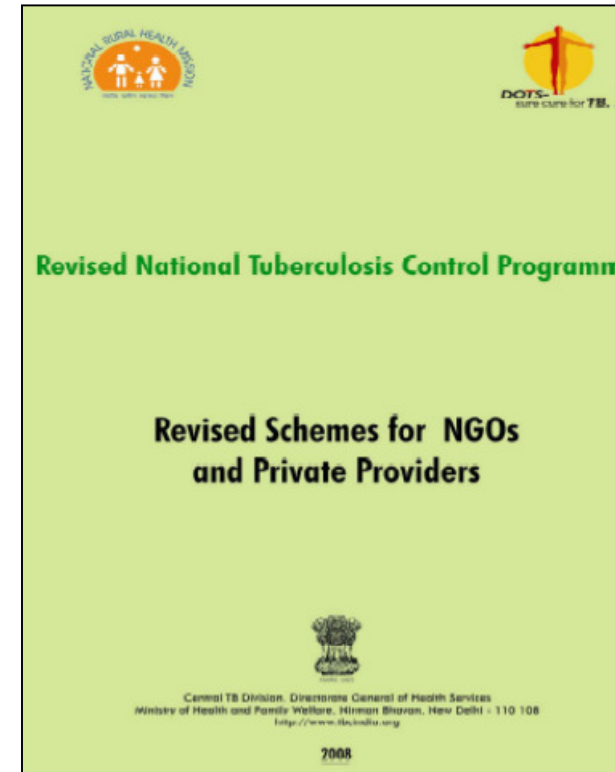 NATIONAL RURAL HEALTH MISSION
DOTS-
sure cure for TB.
Revised National Tuberculosis Control Programm
Revised Schemes for NGOs
and Private Providers
Central TB Division, Directorate General of Health Services
Ministry of Health and Family Welfare, Nirman Bhavan, New Delhi - 110 108
http://www.tbcindia.org
2008